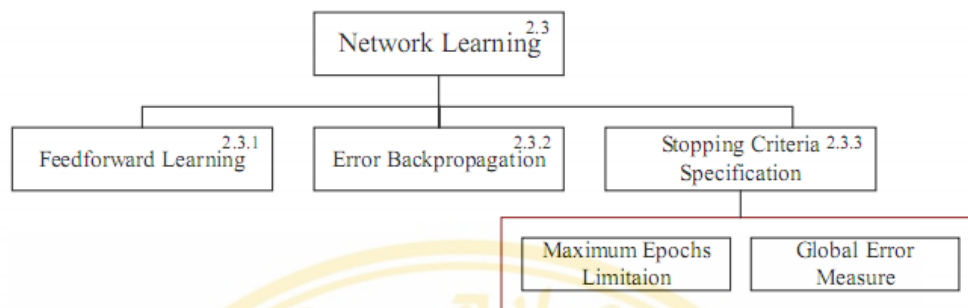 Network Learning 2.3
Feedforward Learning 2.3.1
Error Backpropagation 2.3.2
Stopping Criteria 2.3.3
Specification
Maximum Epochs
Limitaion
Global Error
Measure